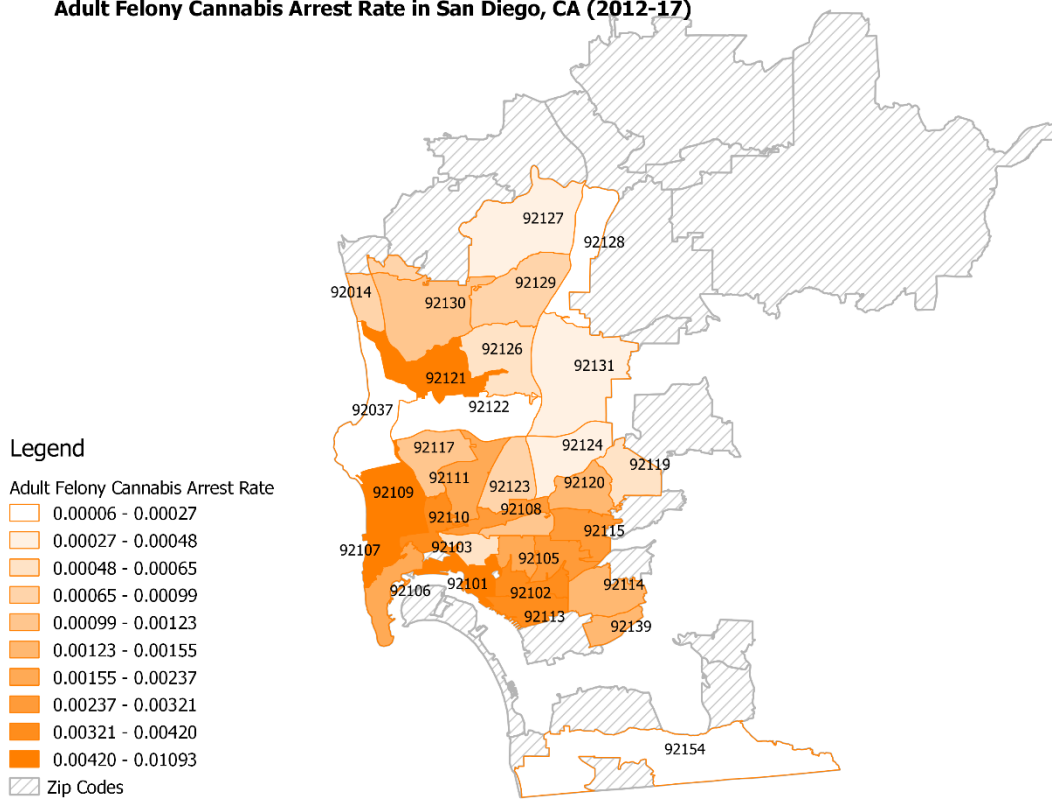 Adult Felony Cannabis Arrest Rate in San Diego, CA (2012-17)
92127
92128
92129
92014
92130
92126
92131
92121
92037
92122
92124
92117
92119
92111
92123
92120
92109
92108
92110
92115
92107
92103
92105
92106
92101
92102
92114
92113
92139
92154
Legend
Adult Felony Cannabis Arrest Rate
0.00006 - 0.00027
0.00027 - 0.00048
0.00048 - 0.00065
0.00065 - 0.00099
0.00099 - 0.00123
0.00123 - 0.00155
0.00155 - 0.00237
0.00237 - 0.00321
0.00321 - 0.00420
0.00420 - 0.01093
Zip Codes